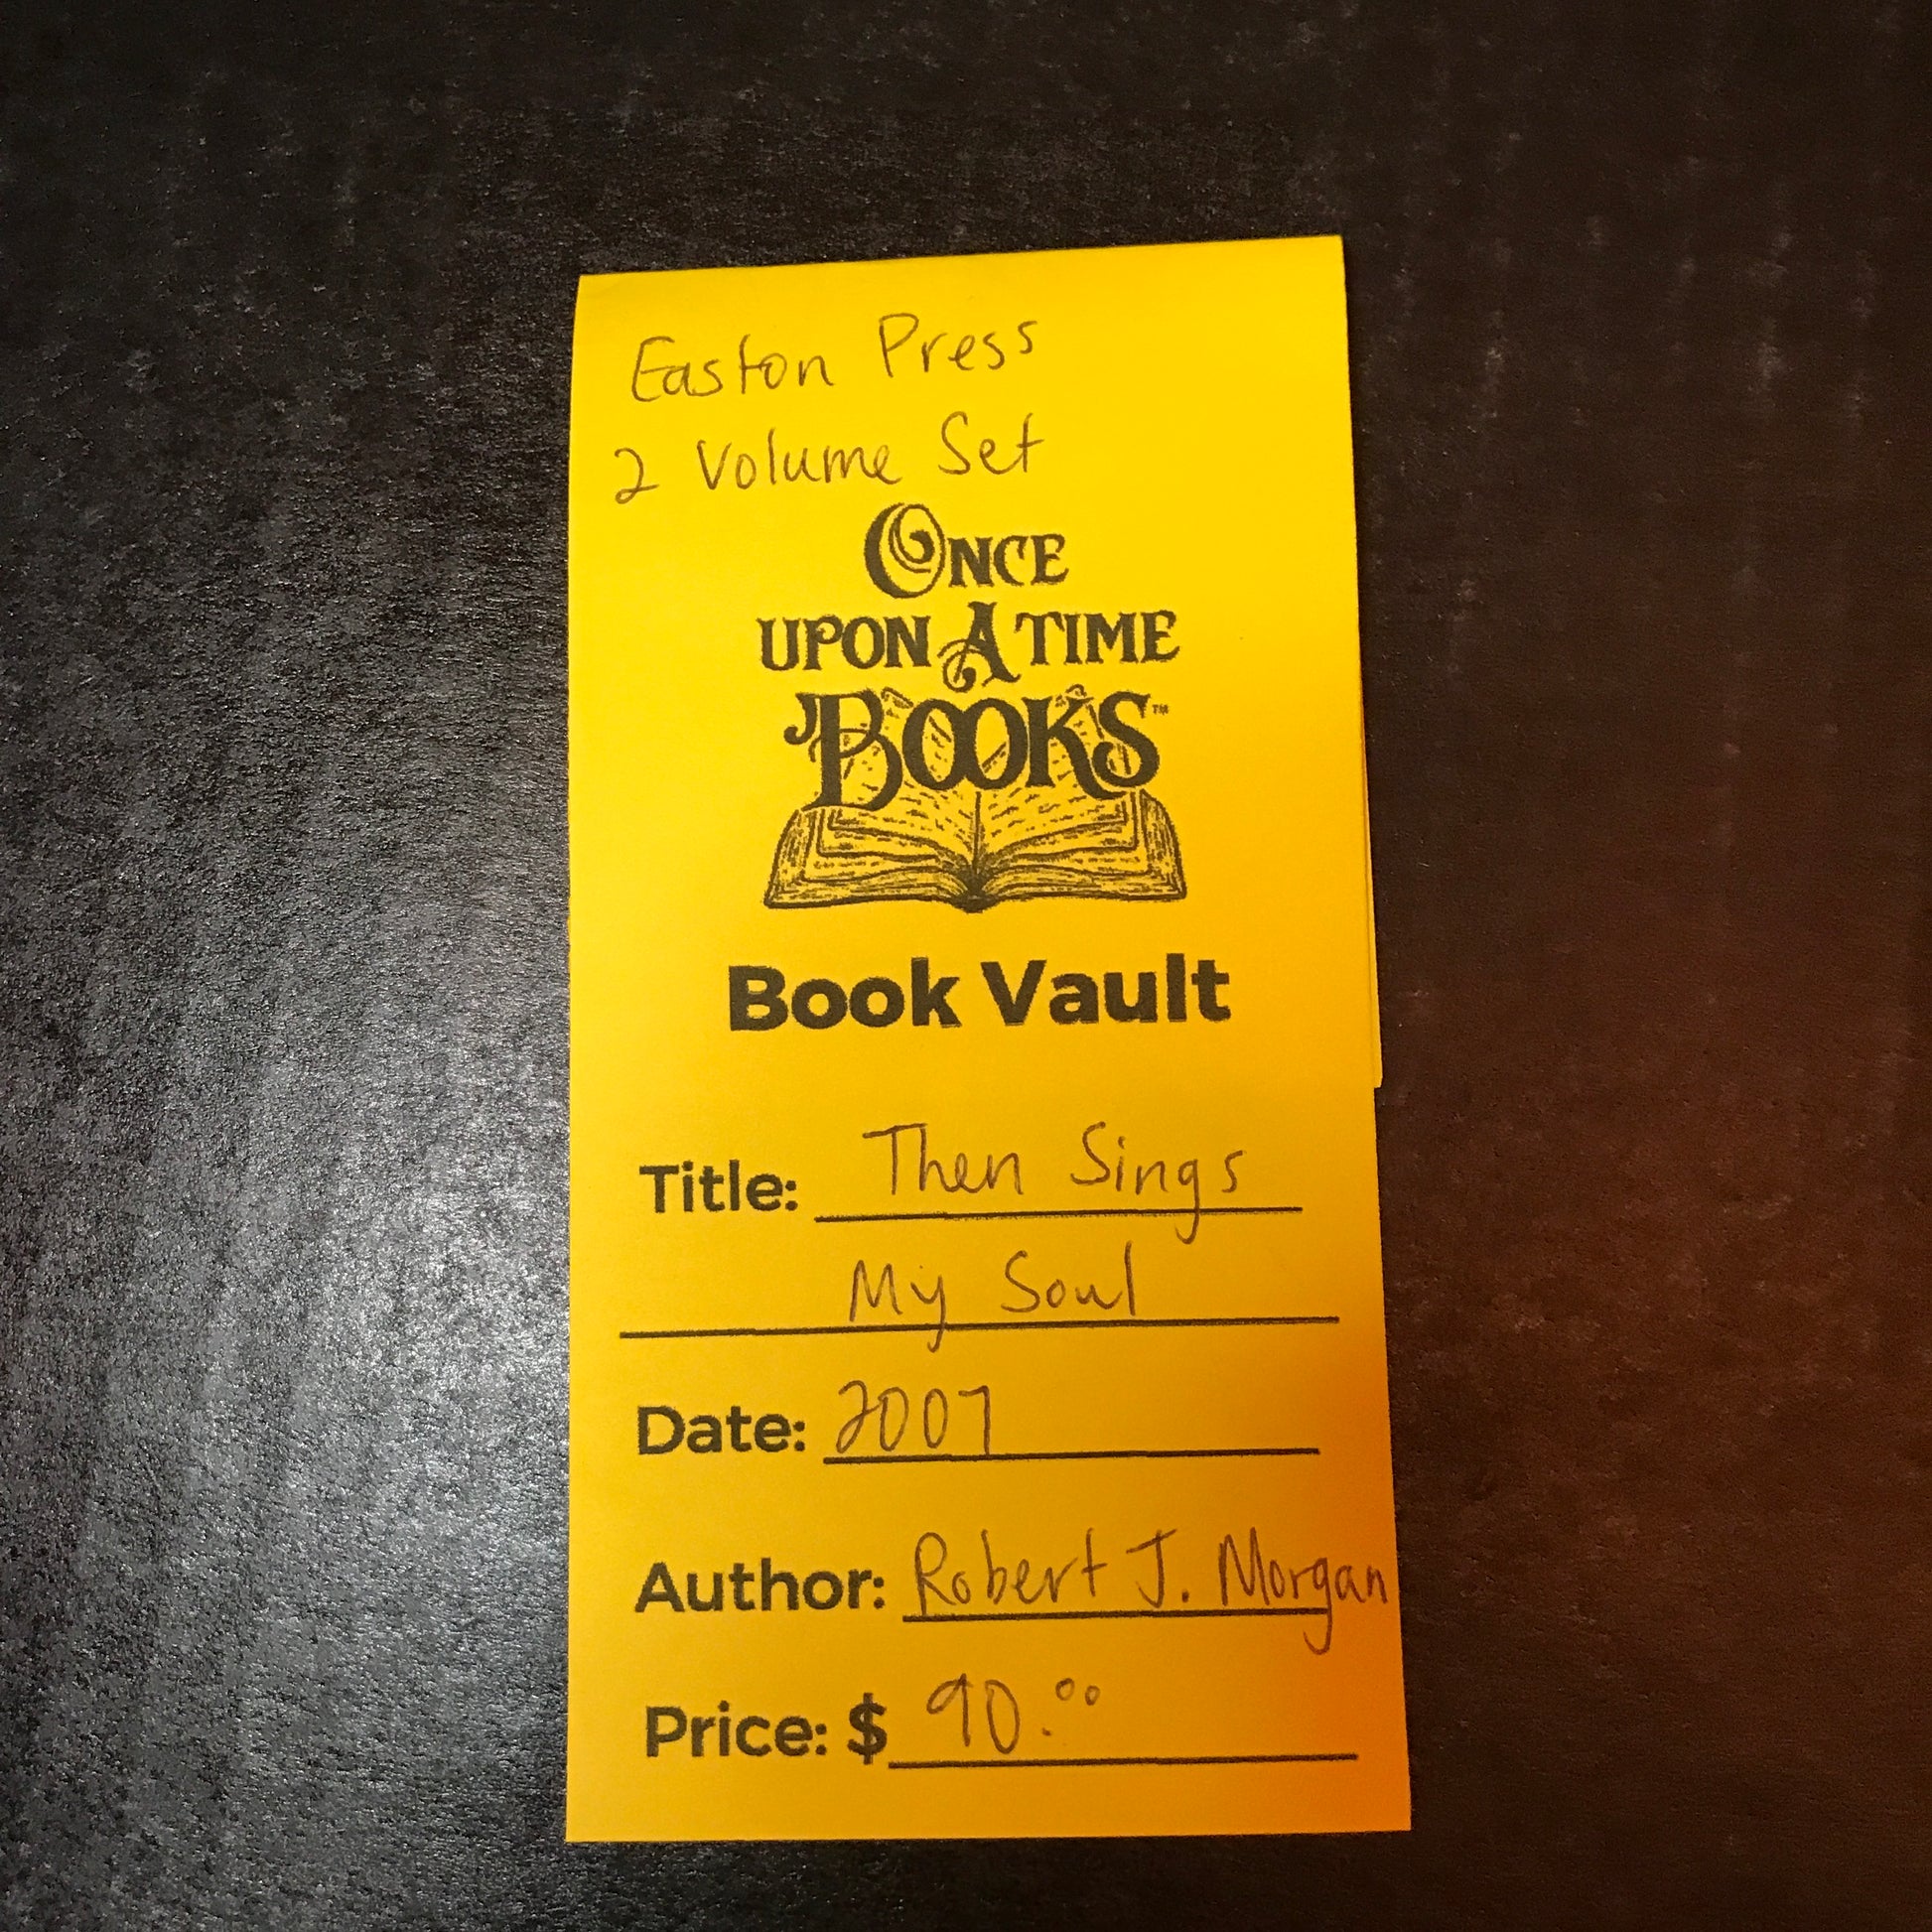 Easton Press
2 Volume Set
ONCE
UPON A TIME
BOOKS™
Book Vault
Title: Then Sings
My Soul
Date: 2007
Author: Robert J. Morgan
Price: $ 90.00